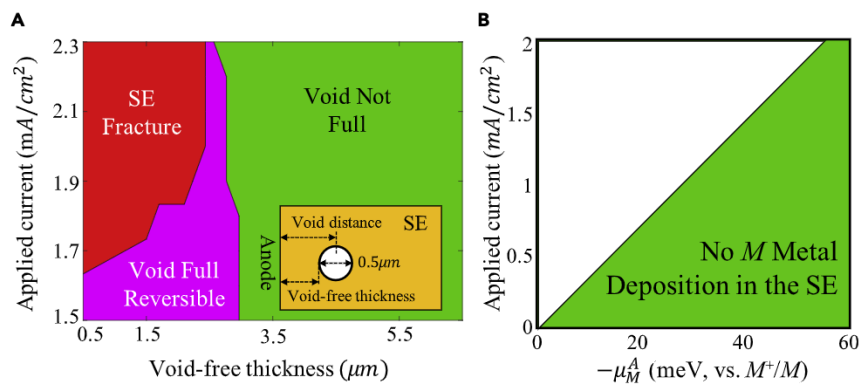 A
Applied current (mA/cm²)
2.3
2.1
1.9
1.7
1.5
SE
Fracture
Void Not
Full
Void Full
Reversible
Void distance
SE
Anode
0.5μm
Void-free thickness
0.5
1.5
3.5
5.5
Void-free thickness (μm)
B
Applied current (mA/cm²)
2
1.5
1
0.5
0
No M Metal
Deposition in the SE
0
20
40
60
−μ_M^A (meV, vs. M⁺/M)